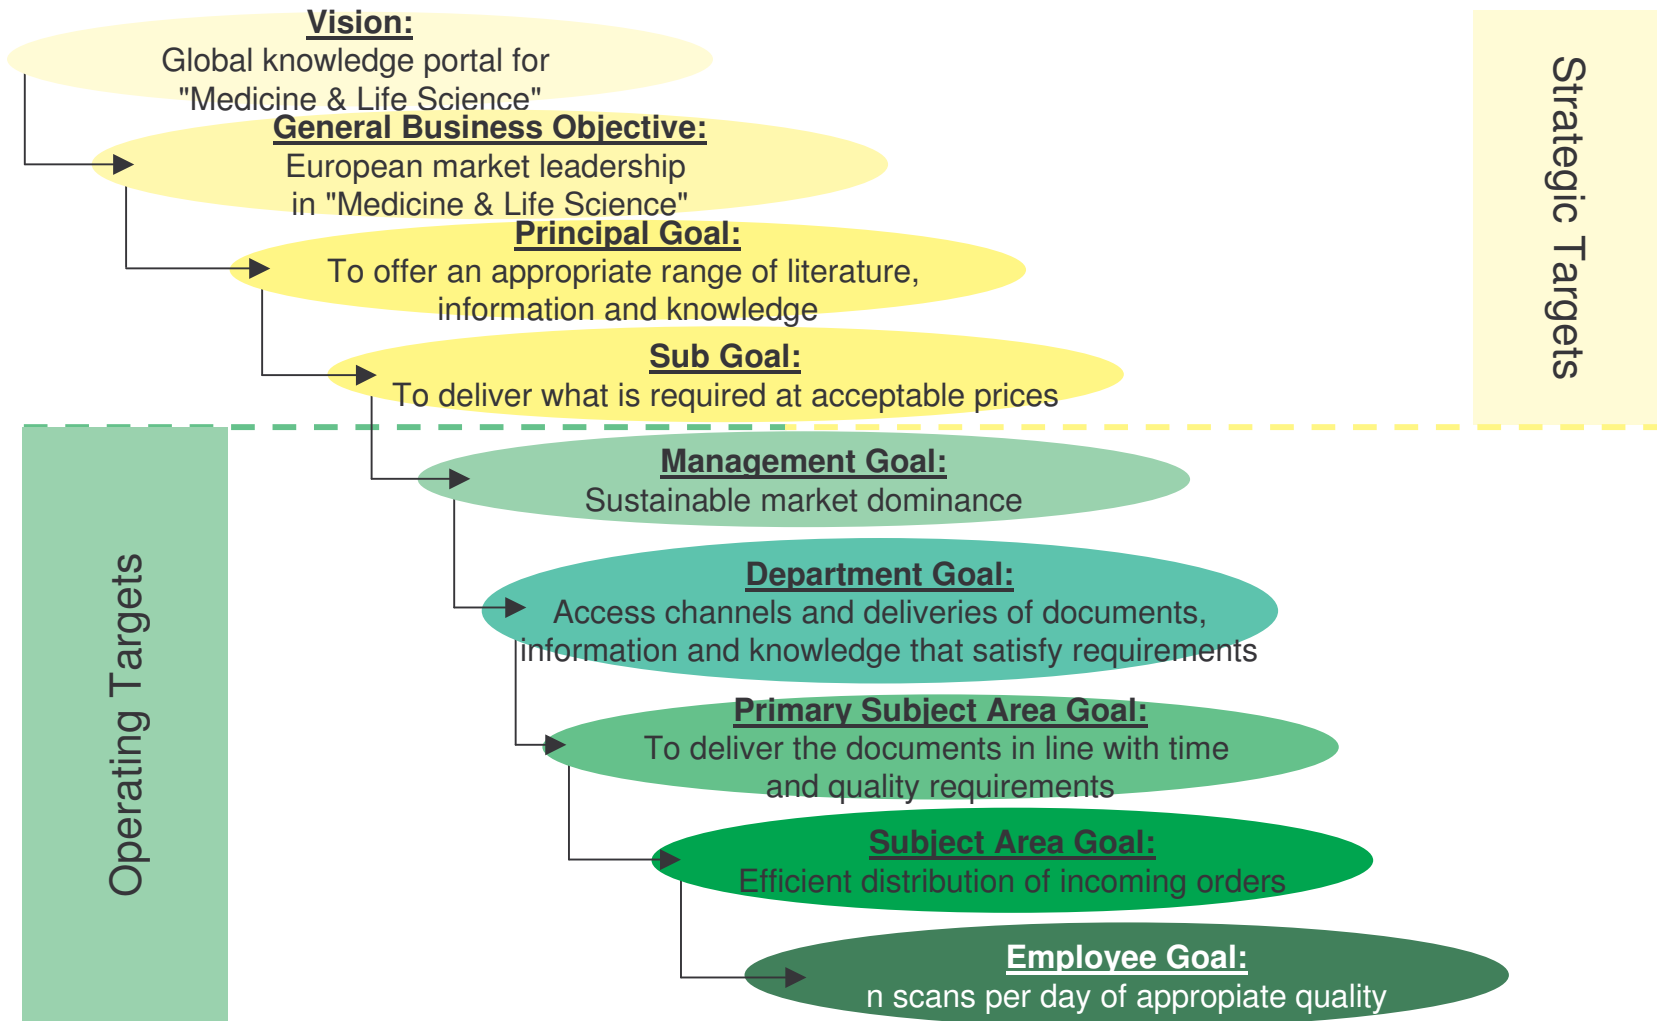 Vision:
Global knowledge portal for
"Medicine & Life Science"
General Business Objective:
European market leadership
in "Medicine & Life Science"
Principal Goal:
To offer an appropriate range of literature,
information and knowledge
Sub Goal:
To deliver what is required at acceptable prices
Strategic Targets
Management Goal:
Sustainable market dominance
Department Goal:
Access channels and deliveries of documents,
information and knowledge that satisfy requirements
Primary Subject Area Goal:
To deliver the documents in line with time
and quality requirements
Subject Area Goal:
Efficient distribution of incoming orders
Employee Goal:
n scans per day of appropiate quality
Operating Targets